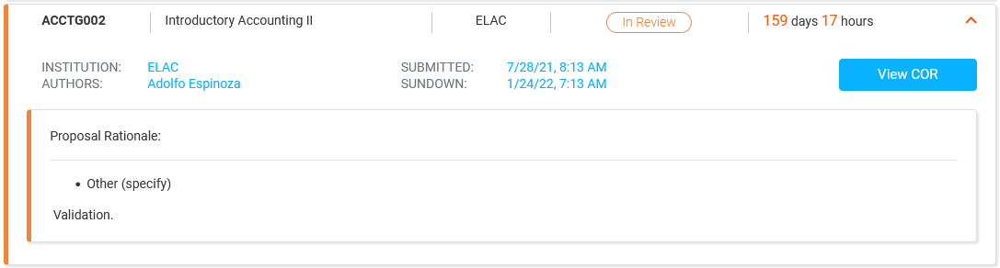 ACCTG002 Introductory Accounting II ELAC In Review 159 days 17 hours
INSTITUTION: ELAC SUBMITTED: 7/28/21, 8:13 AM
AUTHORS: Adolfo Espinoza SUNDOWN: 1/24/22, 7:13 AM
View COR
Proposal Rationale:
• Other (specify)
Validation.